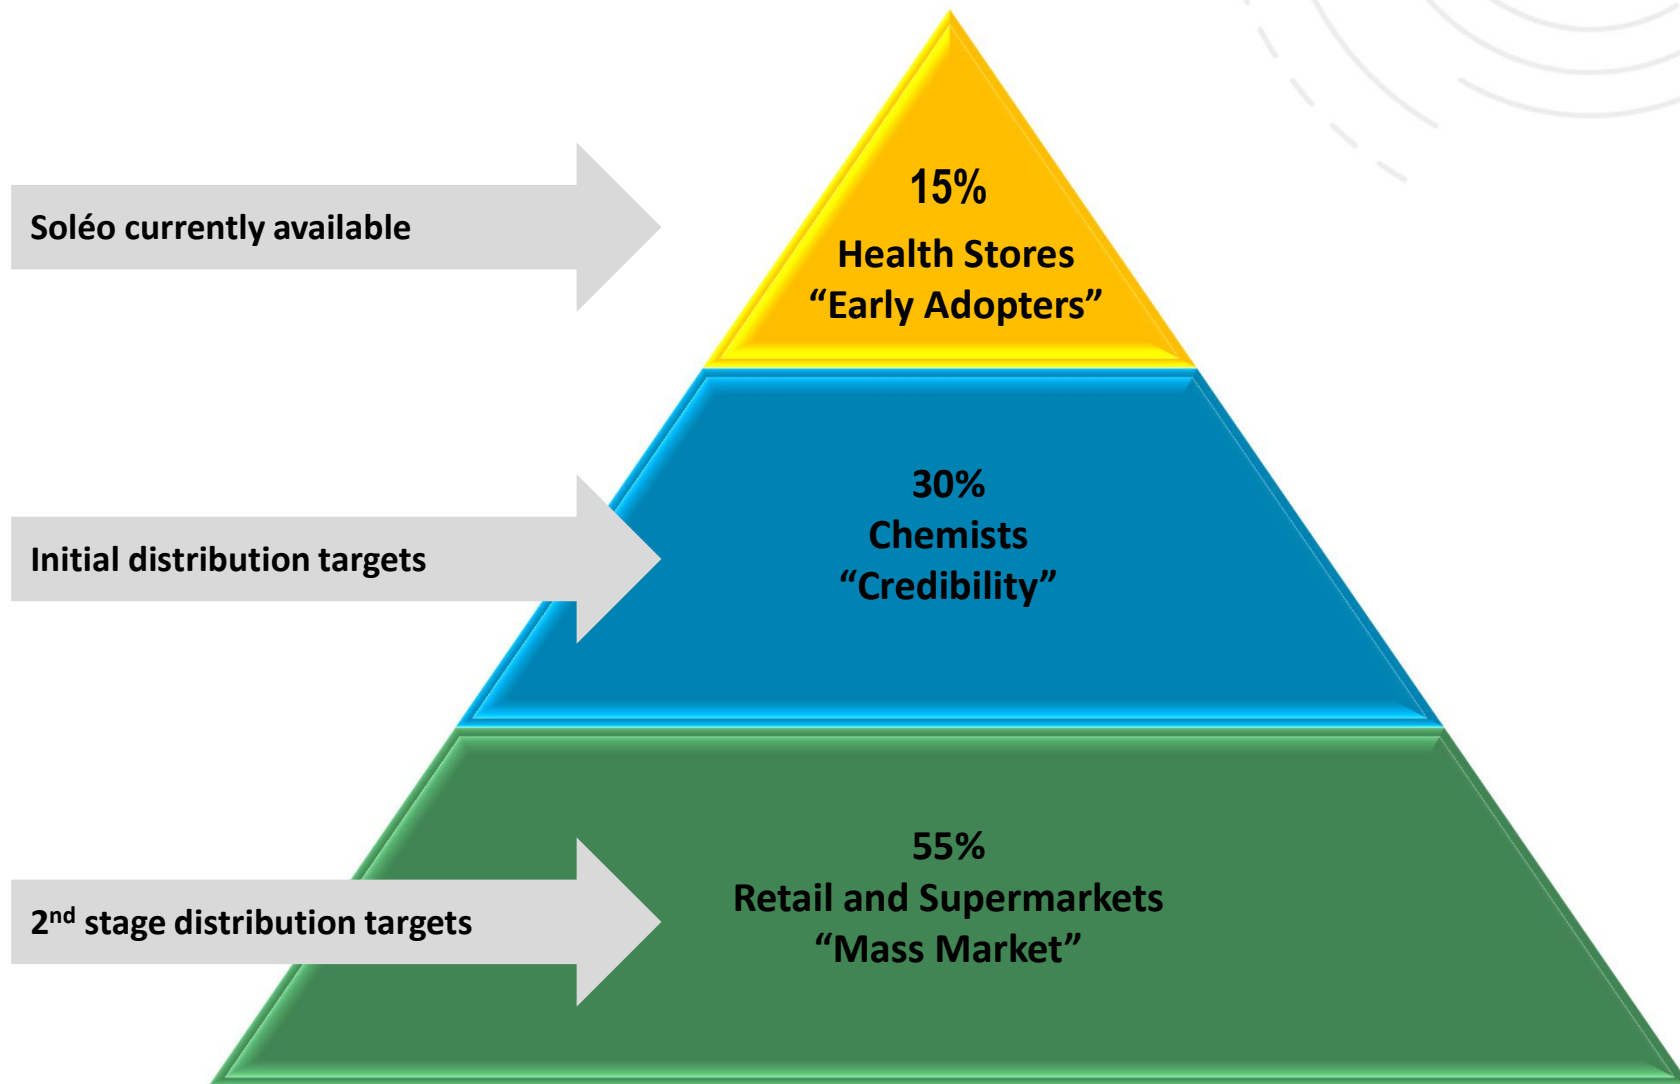 15%
Soléo currently available
Health Stores
“Early Adopters”
30%
Initial distribution targets
Chemists
“Credibility”
55%
2nd stage distribution targets
Retail and Supermarkets
“Mass Market”